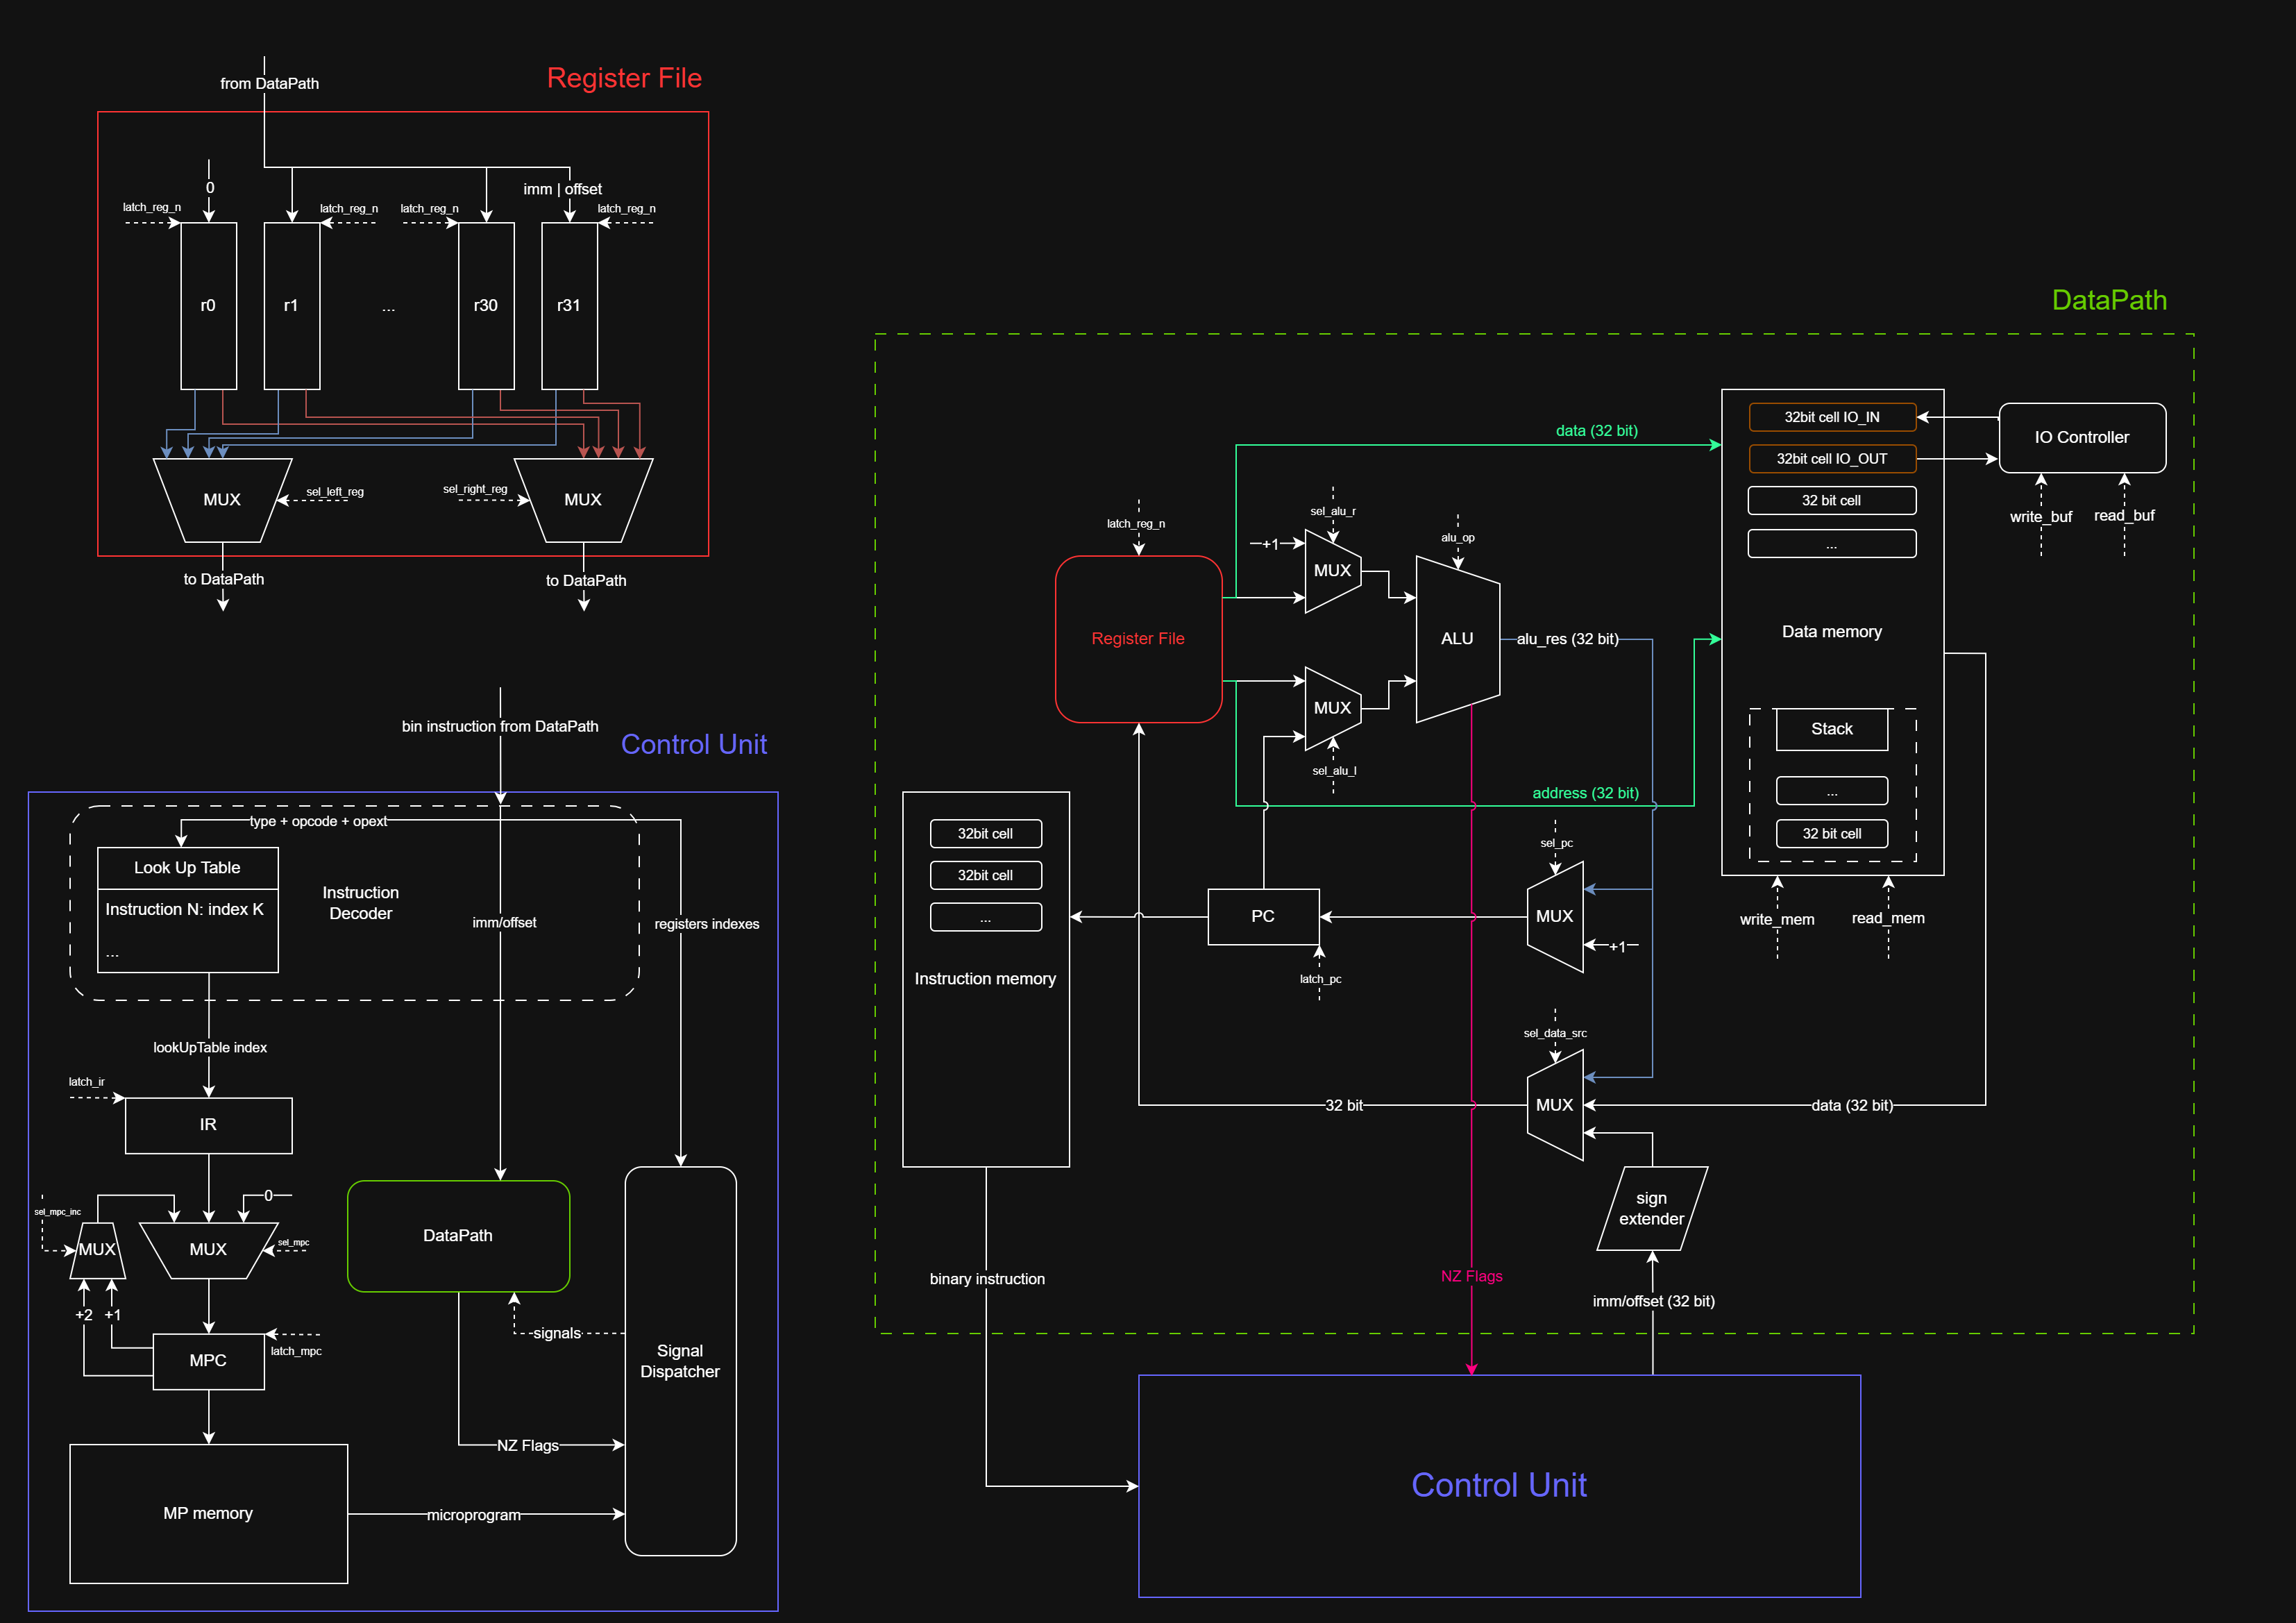 Register File
from DataPath
0
imm | offset
latch_reg_n
latch_reg_n
latch_reg_n
latch_reg_n
r0
r1
...
r30
r31
MUX
sel_left_reg
sel_right_reg
MUX
to DataPath
to DataPath
bin instruction from DataPath
Control Unit
type + opcode + opext
Look Up Table
Instruction N: index K
...
Instruction
Decoder
imm/offset
registers indexes
lookUpTable index
latch_ir
IR
0
sel_mpc_inc
MUX
MUX
sel_mpc
+2
+1
MPC
latch_mpc
MP memory
DataPath
signals
NZ Flags
microprogram
Signal
Dispatcher
DataPath
data (32 bit)
32bit cell IO_IN
32bit cell IO_OUT
32 bit cell
...
IO Controller
write_buf
read_buf
latch_reg_n
sel_alu_r
+1
MUX
alu_op
Register File
ALU
alu_res (32 bit)
Data memory
MUX
sel_alu_l
Stack
...
32 bit cell
address (32 bit)
32bit cell
32bit cell
...
Instruction memory
sel_pc
PC
MUX
+1
latch_pc
write_mem
read_mem
sel_data_src
32 bit
MUX
data (32 bit)
sign
extender
binary instruction
NZ Flags
imm/offset (32 bit)
Control Unit